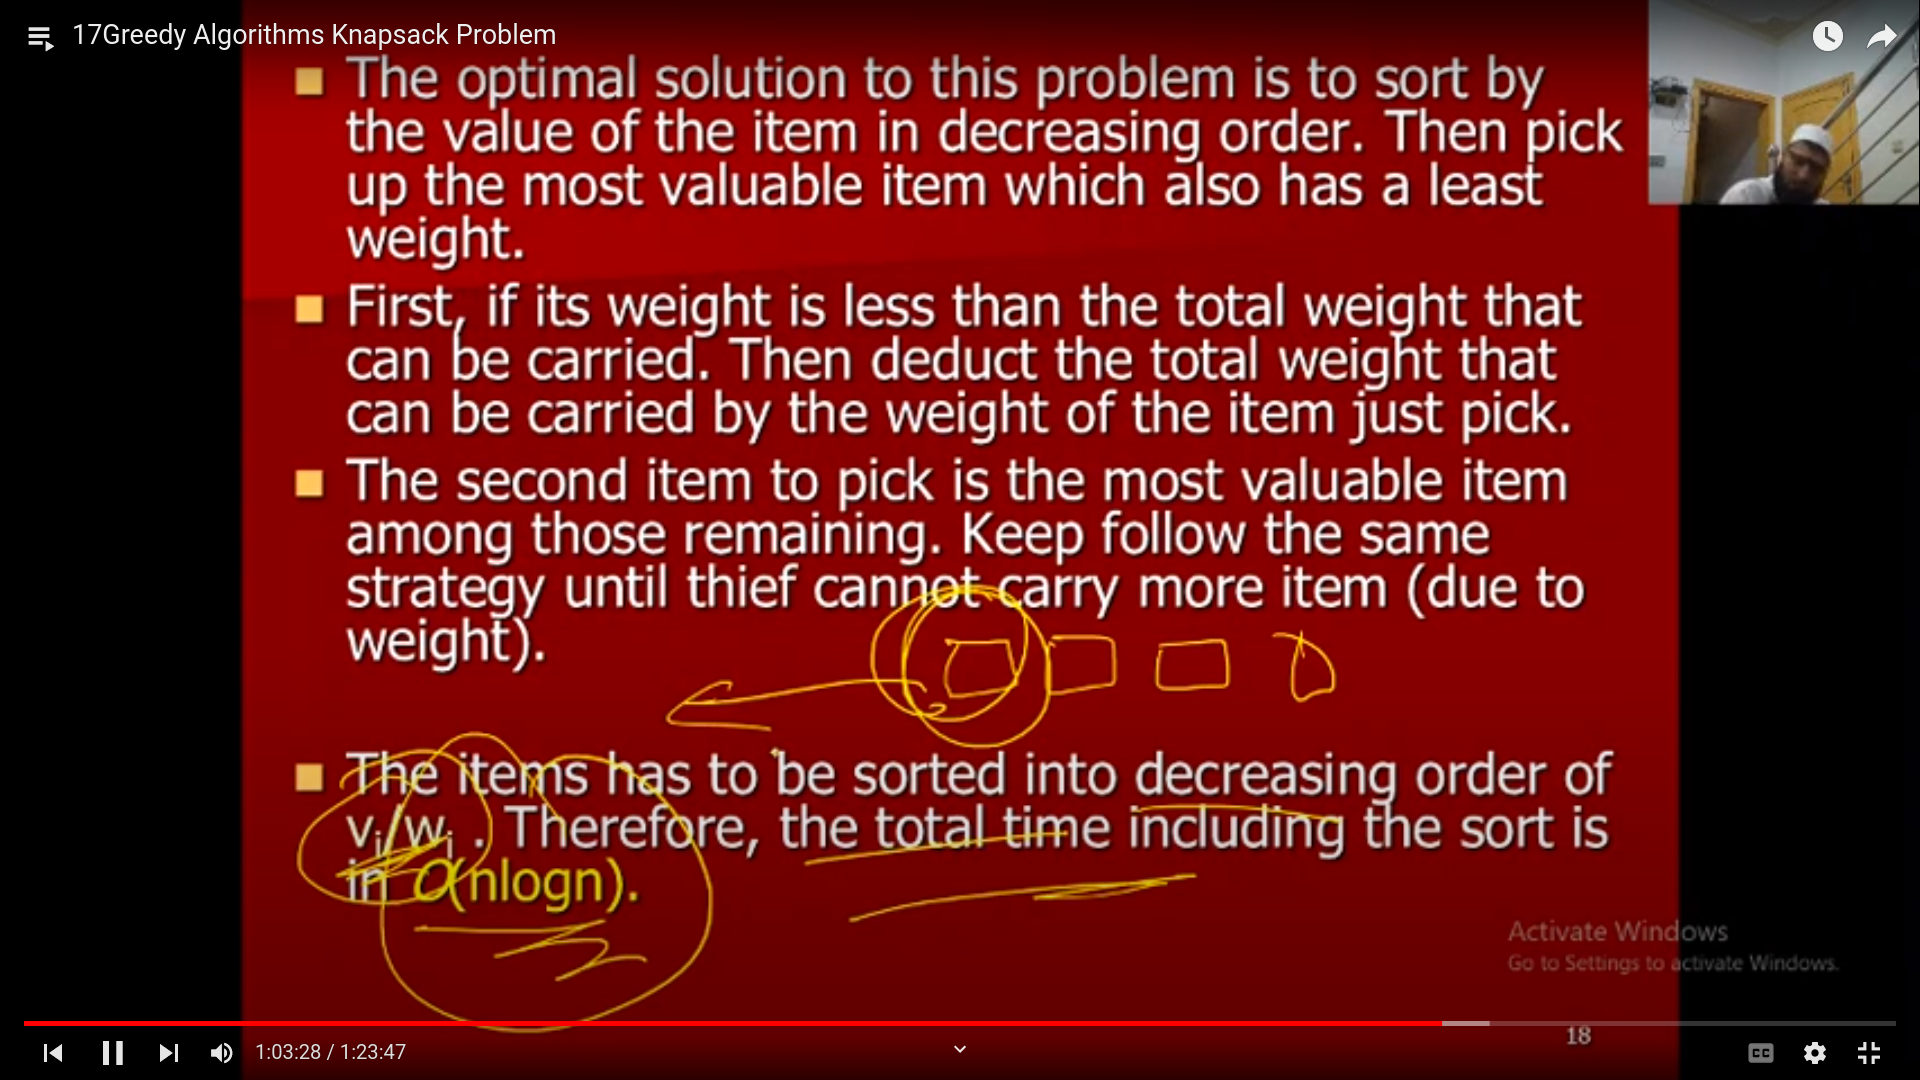 17Greedy Algorithms Knapsack Problem
The optimal solution to this problem is to sort by
the value of the item in decreasing order. Then pick
up the most valuable item which also has a least
weight.
First, if its weight is less than the total weight that
can be carried. Then deduct the total weight that
can be carried by the weight of the item just pick.
The second item to pick is the most valuable item
among those remaining. Keep follow the same
strategy until thief cannot carry more item (due to
weight).
The items has to be sorted into decreasing order of
vi/wi . Therefore, the total time including the sort is
in O(nlogn).
Activate Windows
Go to Settings to activate Windows.
18
1:03:28 / 1:23:47
CC